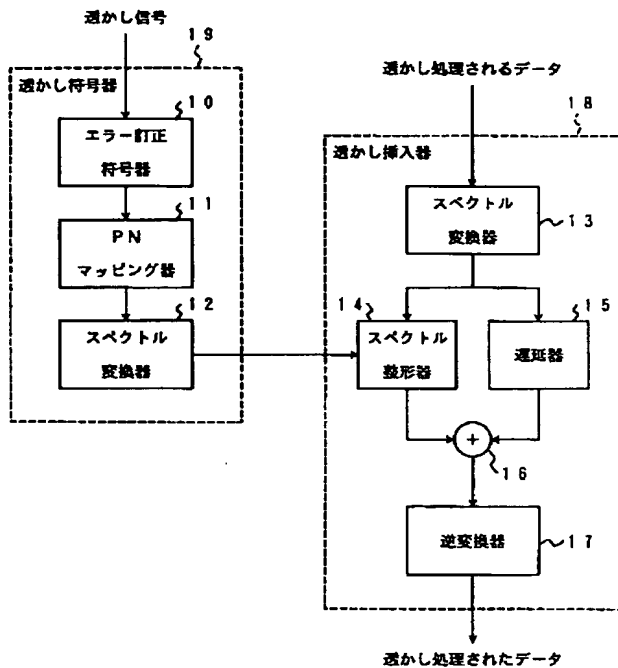 透かし信号
19
透かし符号器
10
エラー訂正
符号器
11
PN
マッピング器
12
スペクトル
変換器
透かし処理されるデータ
18
透かし挿入器
スペクトル
変換器
13
14
スペクトル
整形器
15
遅延器
+
16
逆変換器
17
透かし処理されたデータ